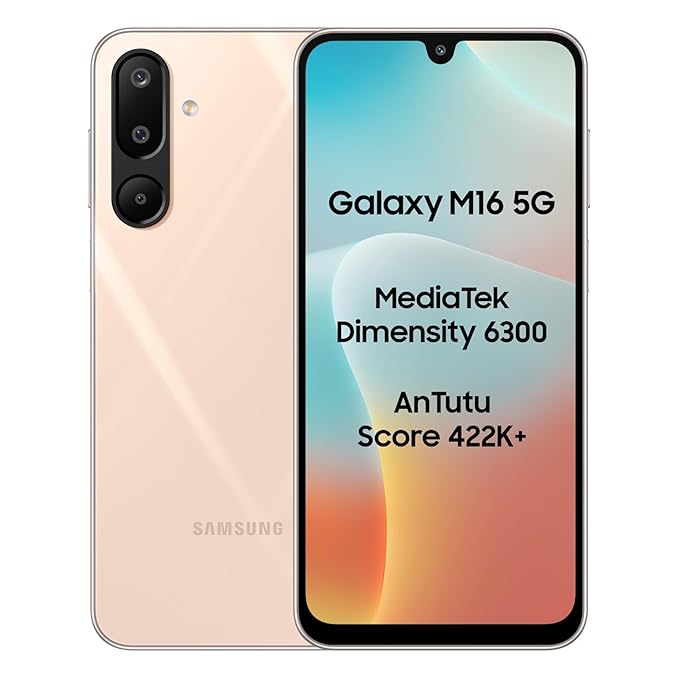 Galaxy M16 5G
MediaTek
Dimensity 6300
AnTutu
Score 422K+
SAMSUNG